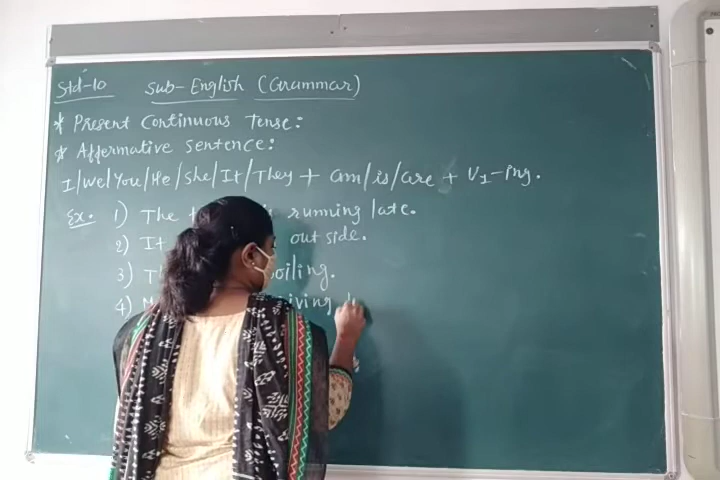 Std-10 Sub-English (Grammar)
* Present Continuous Tense:
* Affermative Sentence:
I/We/You/He/She/It/They + am/is/are + V1-ing.
Ex. 1) The running late.
2) It out side.
3) boiling.
4)